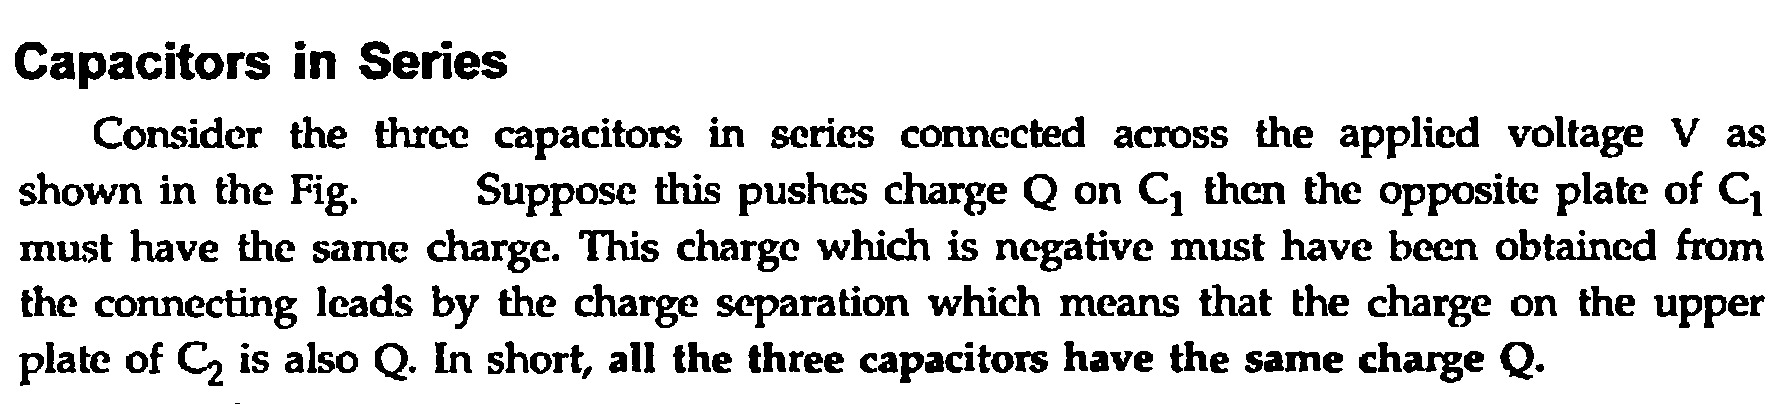 Capacitors in Series
Consider the three capacitors in series connected across the applied voltage V as
shown in the Fig. Suppose this pushes charge Q on C₁ then the opposite plate of C₁
must have the same charge. This charge which is negative must have been obtained from
the connecting leads by the charge separation which means that the charge on the upper
plate of C₂ is also Q. In short, all the three capacitors have the same charge Q.